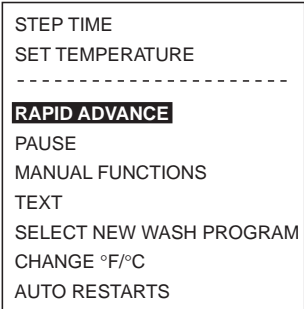 STEP TIME
SET TEMPERATURE
- - - - - - - - - - - - - - - - - - - - - - -
RAPID ADVANCE
PAUSE
MANUAL FUNCTIONS
TEXT
SELECT NEW WASH PROGRAM
CHANGE °F/°C
AUTO RESTARTS